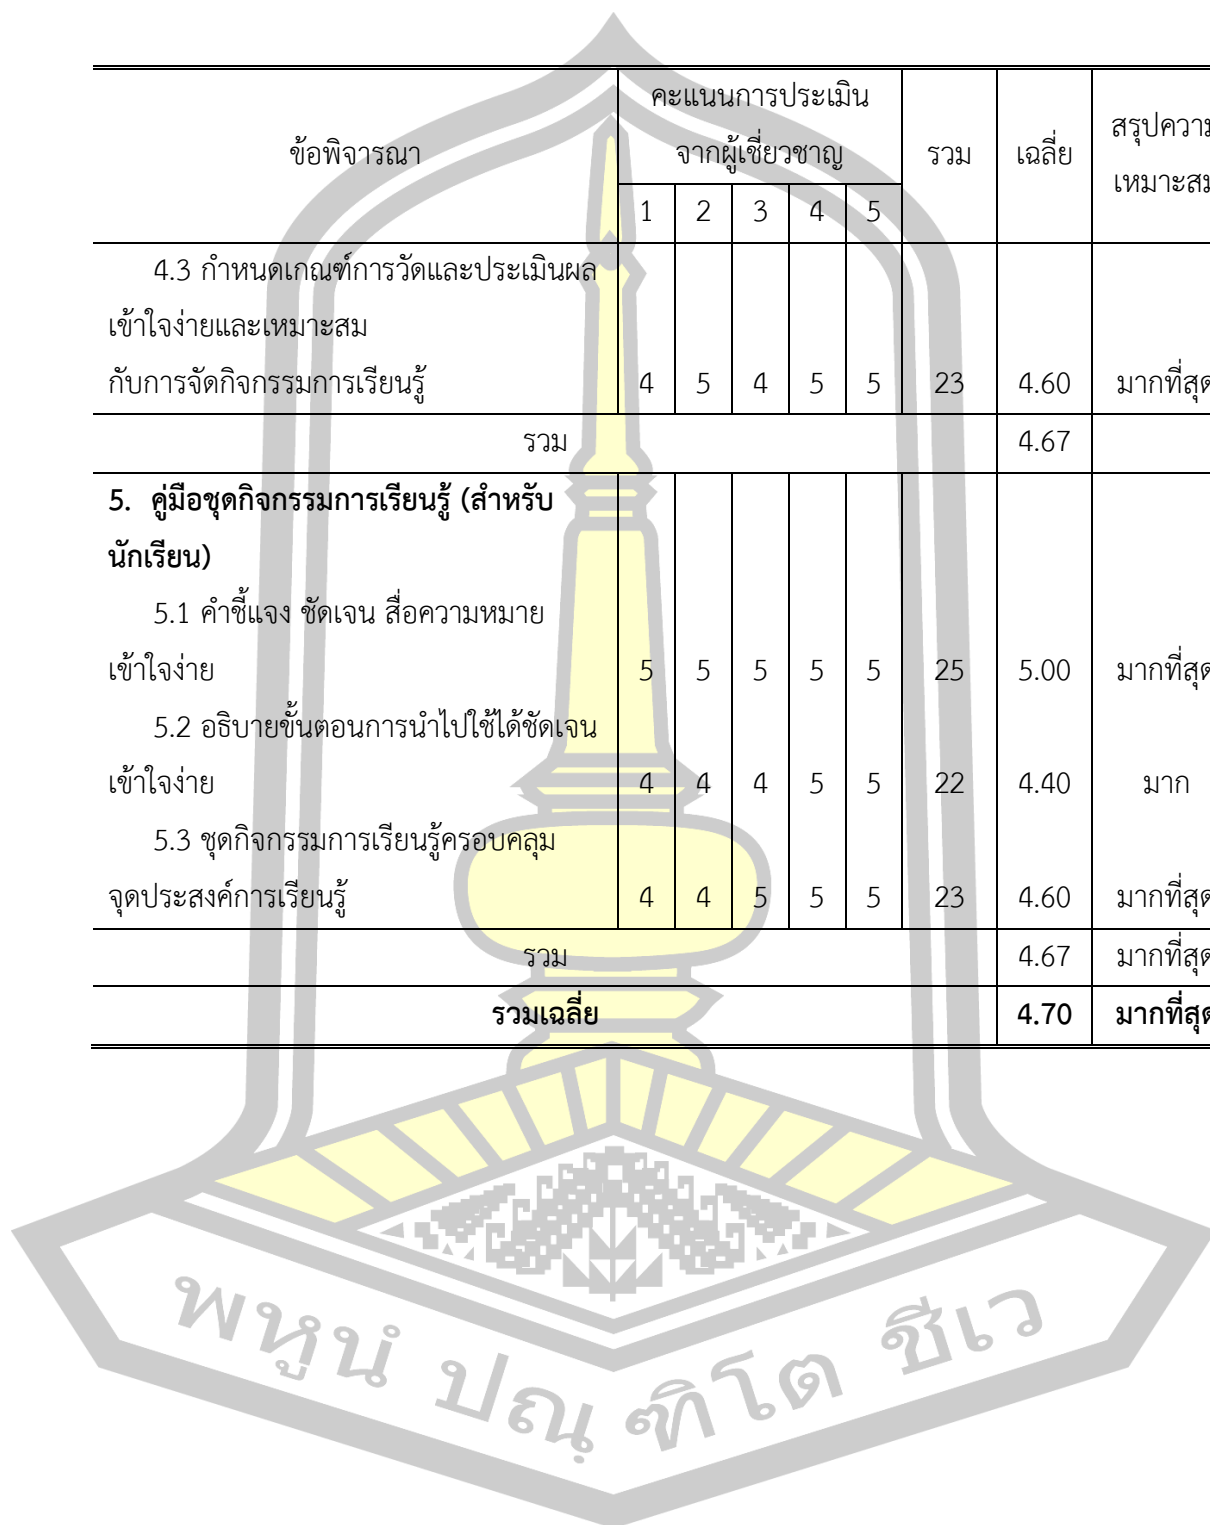 ข้อพิจารณา
คะแนนการประเมิน
จากผู้เชี่ยวชาญ
รวม
เฉลี่ย
สรุปความ
เหมาะสม
1 2 3 4 5
4.3 กำหนดเกณฑ์การวัดและประเมินผล
เข้าใจง่ายและเหมาะสม
กับการจัดกิจกรรมการเรียนรู้ 4 5 4 5 5 23 4.60 มากที่สุด
รวม 4.67
5. คู่มือชุดกิจกรรมการเรียนรู้ (สำหรับ
นักเรียน)
5.1 คำชี้แจง ชัดเจน สื่อความหมาย
เข้าใจง่าย 5 5 5 5 5 25 5.00 มากที่สุด
5.2 อธิบายขั้นตอนการนำไปใช้ได้ชัดเจน
เข้าใจง่าย 4 4 4 5 5 22 4.40 มาก
5.3 ชุดกิจกรรมการเรียนรู้ครอบคลุม
จุดประสงค์การเรียนรู้ 4 4 5 5 5 23 4.60 มากที่สุด
รวม 4.67 มากที่สุด
รวมเฉลี่ย 4.70 มากที่สุด
พหูนํ ปณฺฑิโต ชีเว